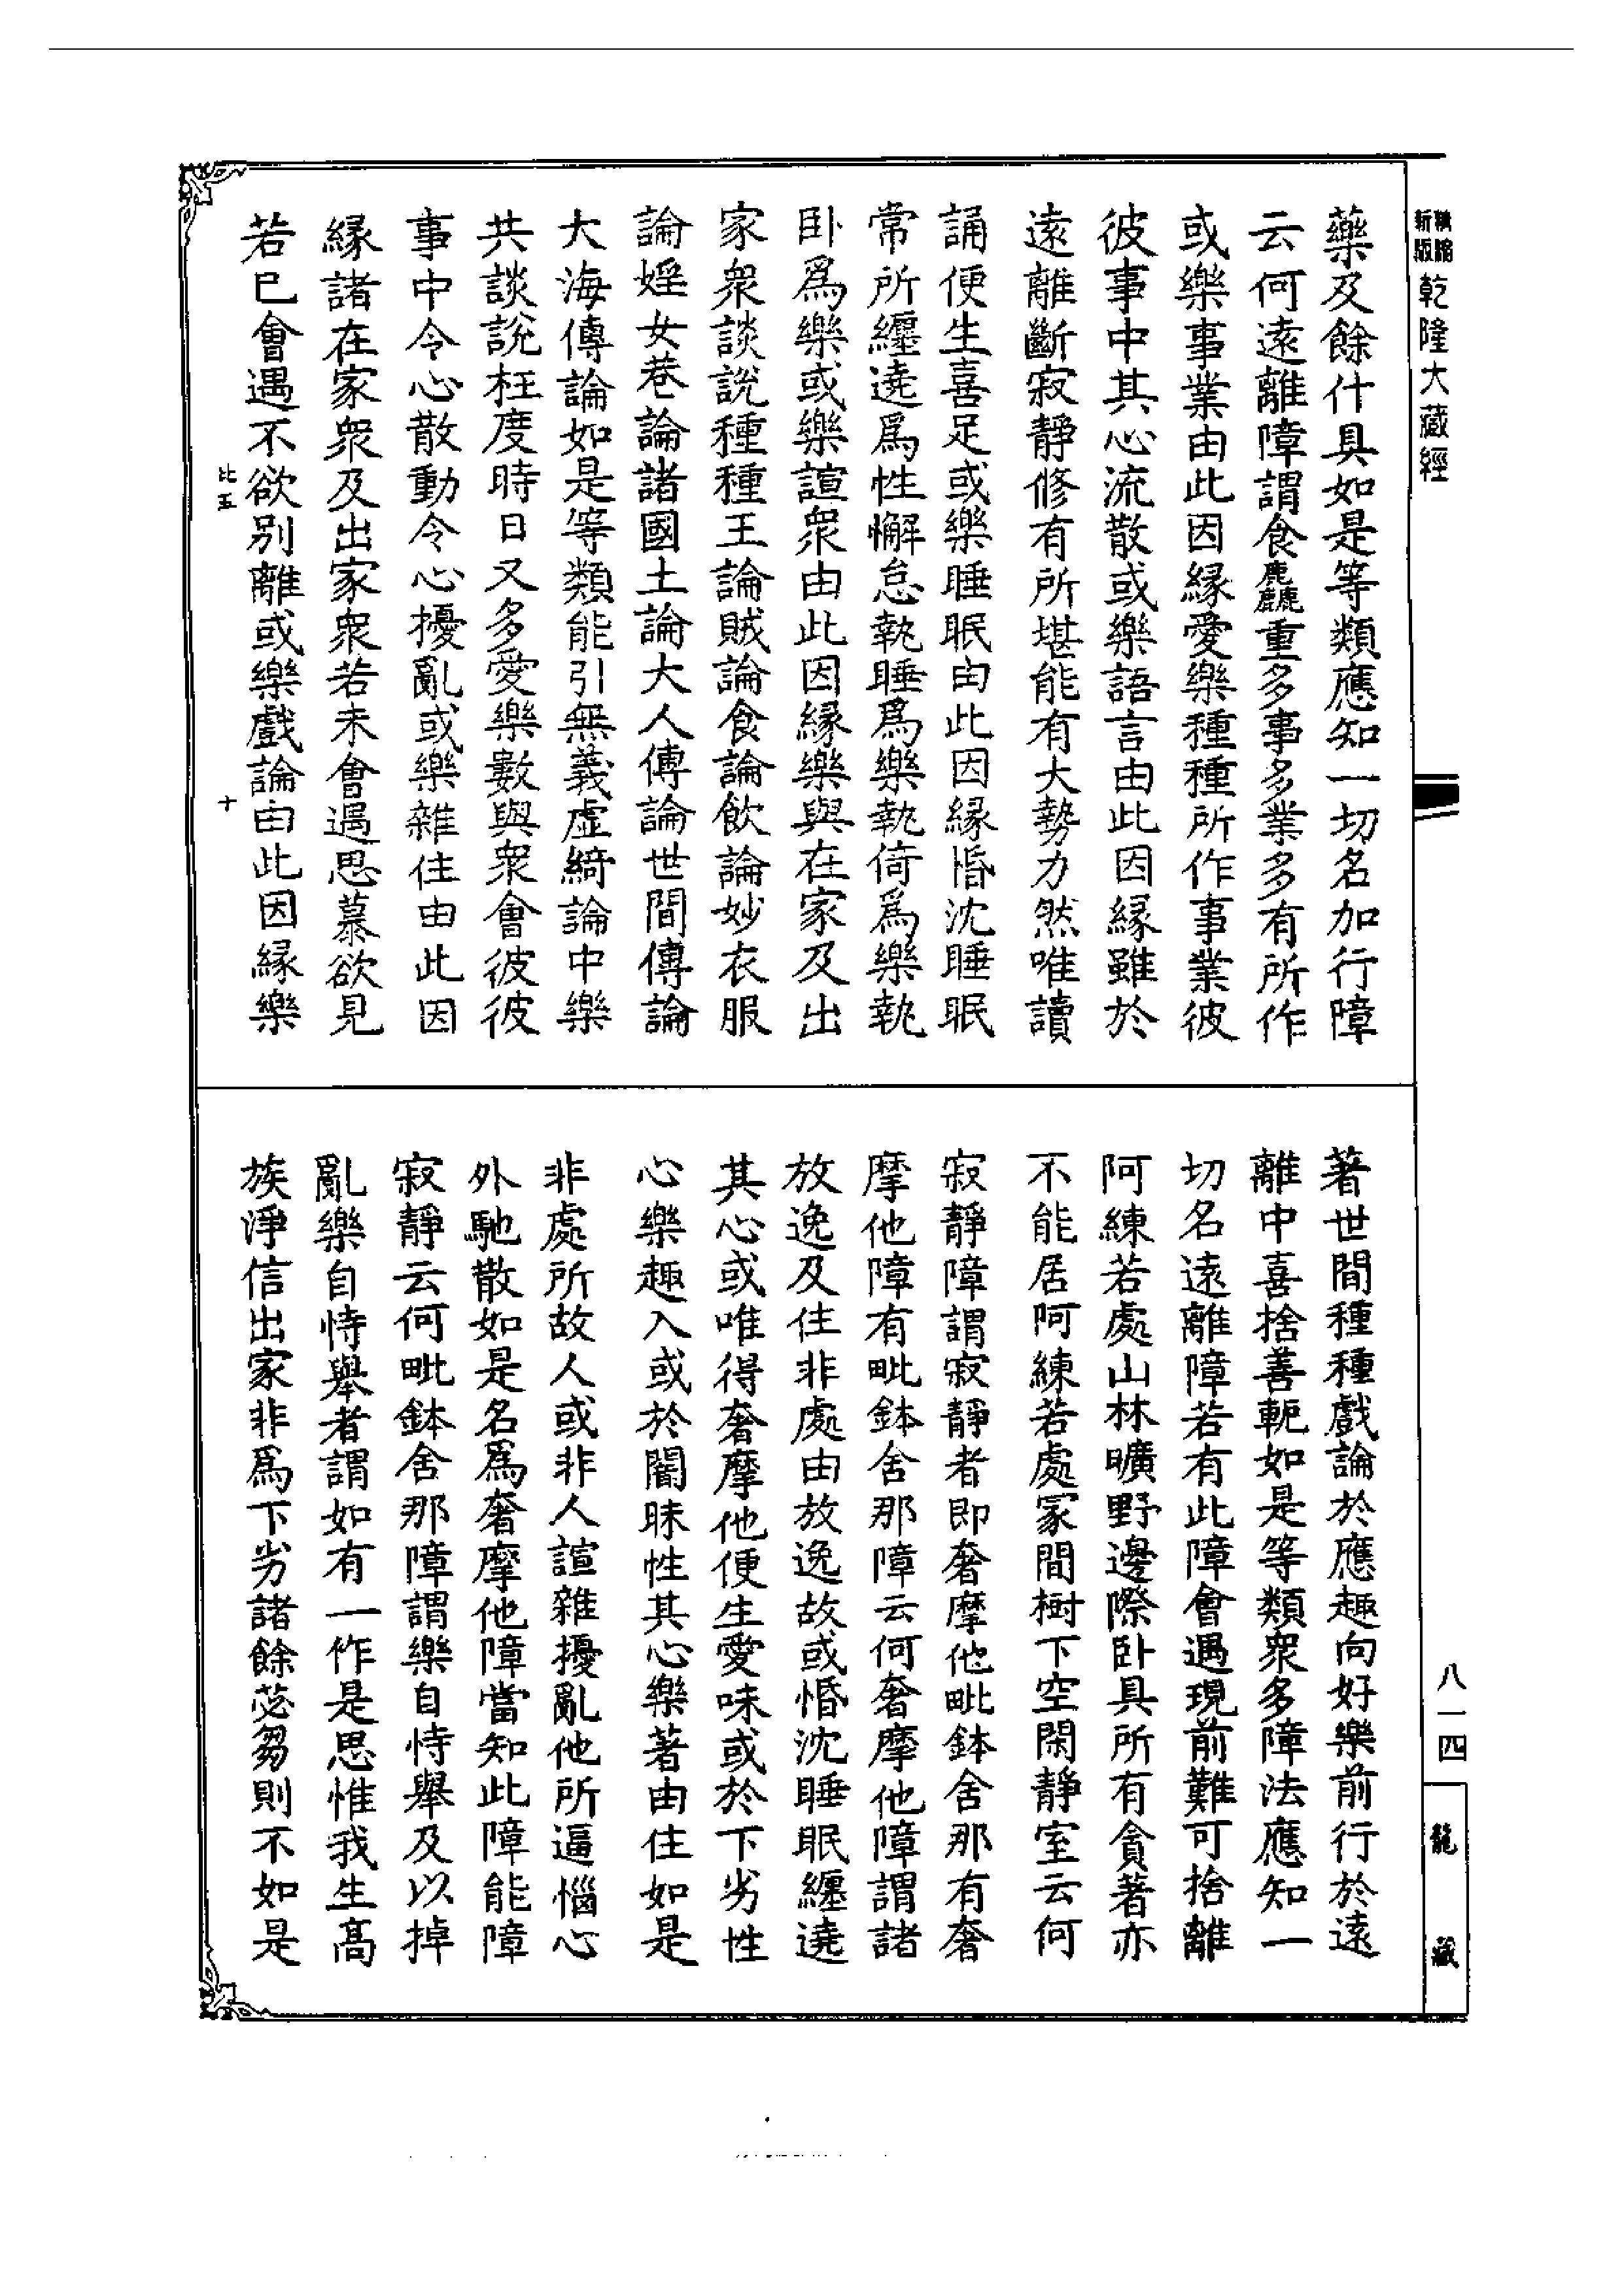 精縮新版
乾隆大藏經
藥及餘什具如是等類應知一切名加行障
云何遠離障謂食麤重多事多業多有所作
或樂事業由此因緣愛樂種種所作事業彼
彼事中其心流散或樂語言由此因緣雖於
遠離斷寂靜修有所堪能有大勢力然唯讀
誦便生喜足或樂睡眠由此因緣惛沈睡眠
常所纏遶爲性懈怠執睡爲樂執倚爲樂執
卧爲樂或樂諠衆由此因緣樂與在家及出
家衆談說種種王論賊論食論飲論妙衣服
論婬女巷論諸國土論大人傳論世間傳論
大海傳論如是等類能引無義虛綺論中樂
共談說枉度時日又多愛樂數與衆會彼彼
事中令心散動令心擾亂或樂雜住由此因
緣諸在家衆及出家衆若未會遇思慕欲見
若已會遇不欲別離或樂戲論由此因緣樂
比五
十
著世間種種戲論於應趣向好樂前行於遠
離中喜捨善軛如是等類衆多障法應知一
切名遠離障若有此障會遇現前難可捨離
阿練若處山林曠野邊際卧具所有貪著亦
不能居阿練若處冢間樹下空閑靜室云何
寂靜障謂寂靜者即奢摩他毗鉢舍那有奢
摩他障有毗鉢舍那障云何奢摩他障謂諸
放逸及住非處由放逸故或惛沈睡眠纏遶
其心或唯得奢摩他便生愛味或於下劣性
心樂趣入或於闇昧性其心樂著由住如是
非處所故人或非人諠雜擾亂他所逼惱心
外馳散如是名爲奢摩他障當知此障能障
寂靜云何毗鉢舍那障謂樂自恃舉及以掉
亂樂自恃舉者謂如有一作是思惟我生高
族淨信出家非爲下劣諸餘苾芻則不如是
八一四
龍藏